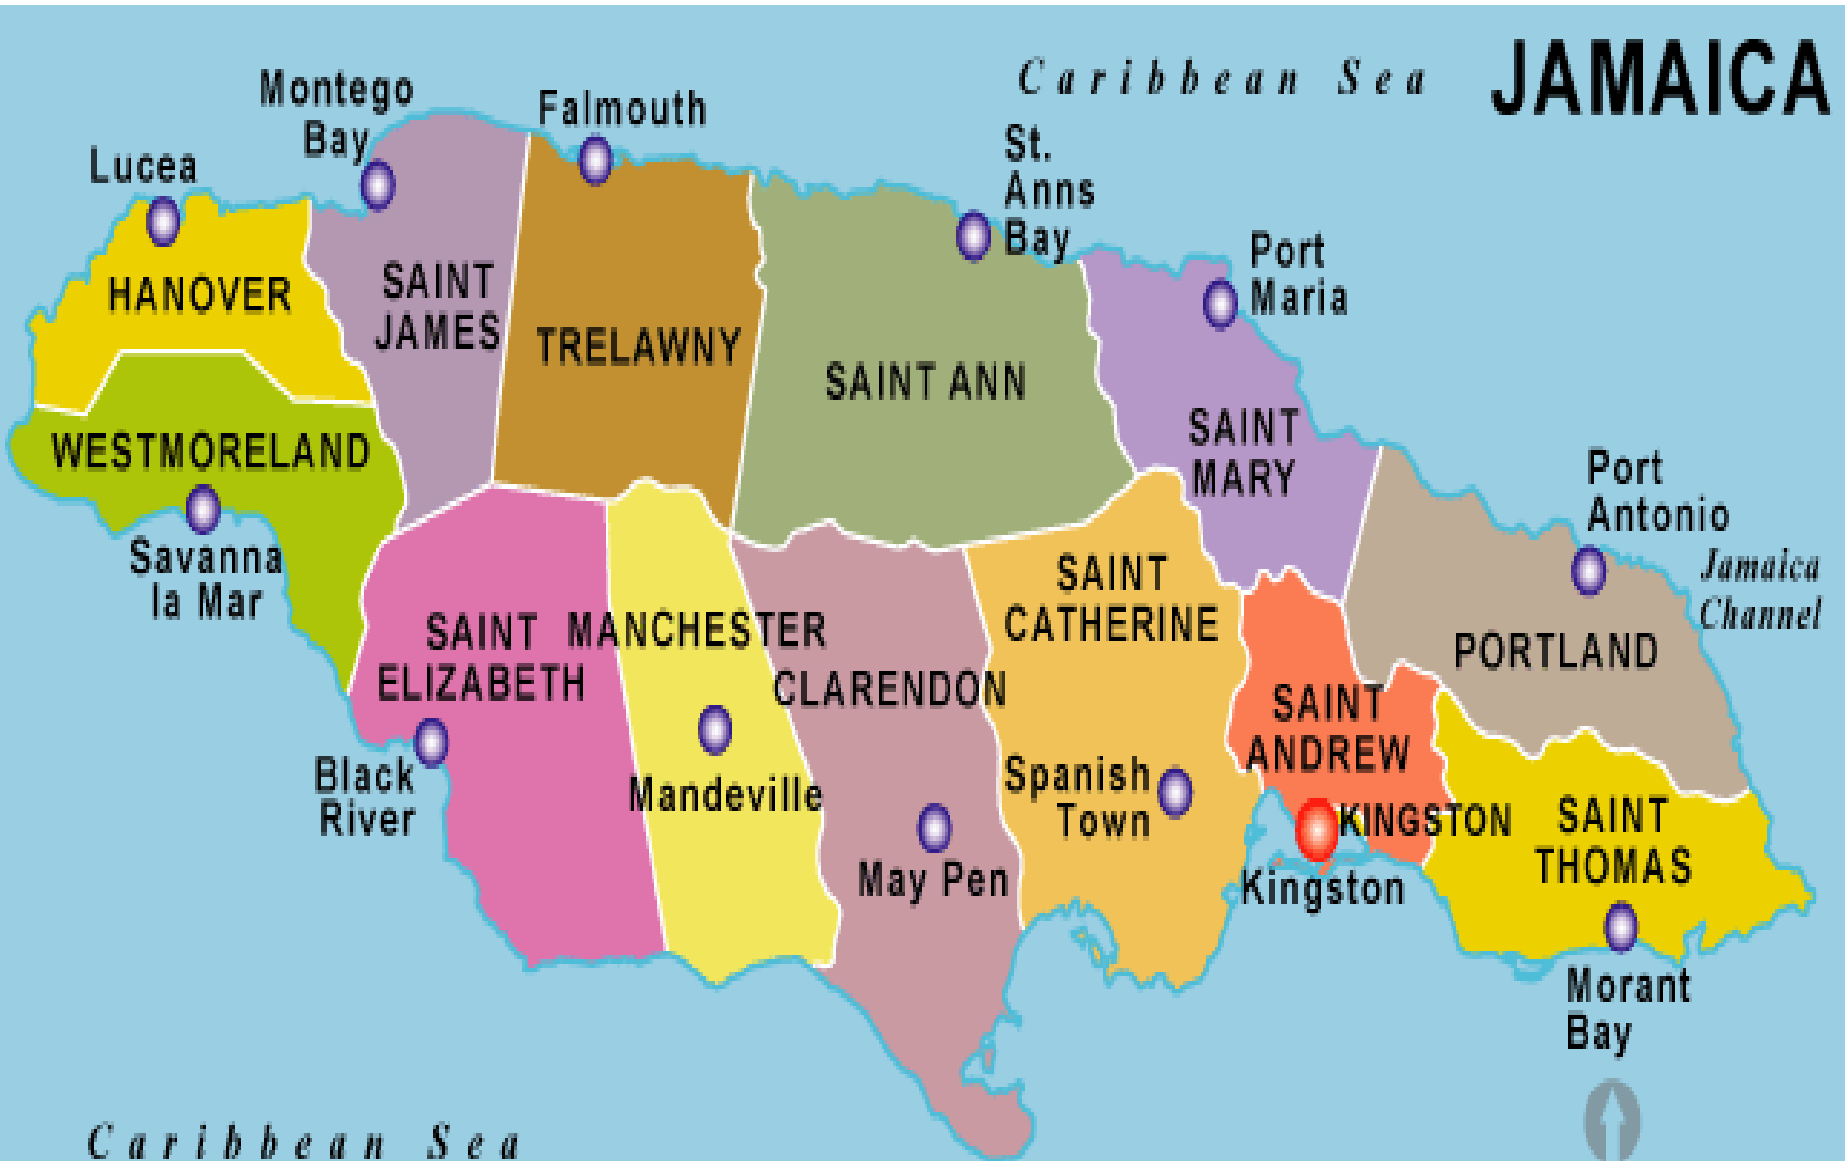 JAMAICA
Caribbean Sea
Montego
Bay
Falmouth
Lucea
St.
Anns
Bay
Port
Maria
HANOVER
SAINT
JAMES
TRELAWNY
SAINT ANN
SAINT
MARY
WESTMORELAND
Port
Antonio
Savanna
la Mar
Jamaica
Channel
SAINT
ELIZABETH
MANCHESTER
CLARENDON
SAINT
CATHERINE
PORTLAND
SAINT
ANDREW
Black
River
Mandeville
Spanish
Town
May Pen
KINGSTON
Kingston
SAINT
THOMAS
Morant
Bay
Caribbean Sea